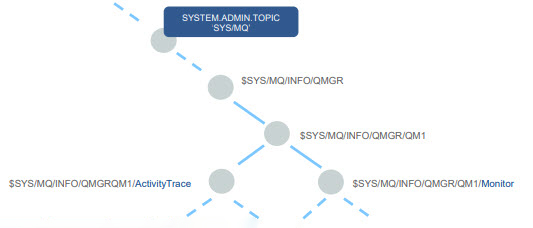 SYSTEM.ADMIN.TOPIC
'SYS/MQ'
$SYS/MQ/INFO/QMGR
$SYS/MQ/INFO/QMGR/QM1
$SYS/MQ/INFO/QMGRQM1/ActivityTrace
$SYS/MQ/INFO/QMGR/QM1/Monitor